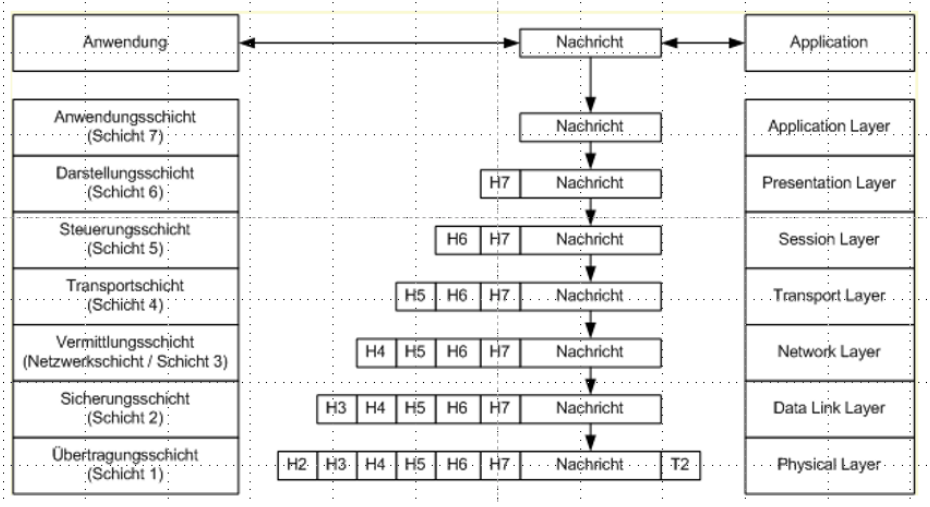 Anwendung Nachricht Application
Anwendungsschicht
(Schicht 7) Nachricht Application Layer
Darstellungsschicht
(Schicht 6) H7 Nachricht Presentation Layer
Steuerungsschicht
(Schicht 5) H6 H7 Nachricht Session Layer
Transportschicht
(Schicht 4) H5 H6 H7 Nachricht Transport Layer
Vermittlungsschicht
(Netzwerkschicht / Schicht 3) H4 H5 H6 H7 Nachricht Network Layer
Sicherungsschicht
(Schicht 2) H3 H4 H5 H6 H7 Nachricht Data Link Layer
Übertragungsschicht
(Schicht 1) H2 H3 H4 H5 H6 H7 Nachricht T2 Physical Layer